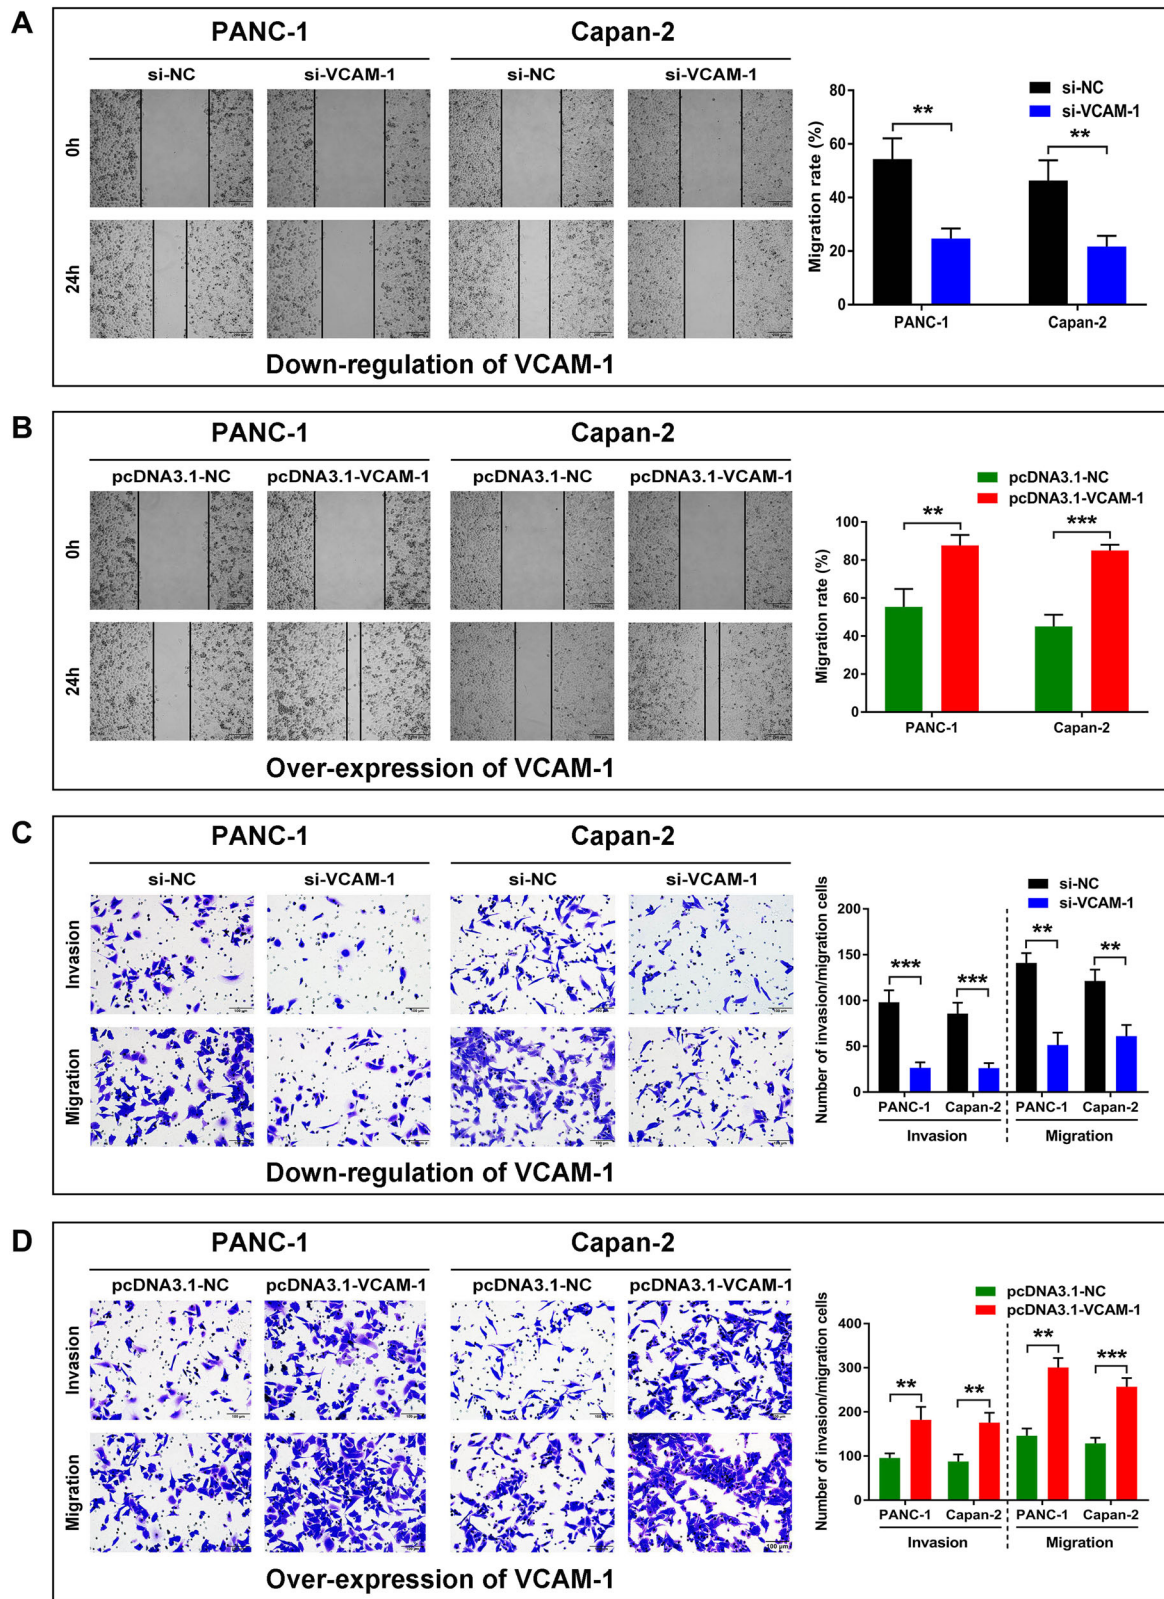 A
PANC-1 Capan-2
si-NC si-VCAM-1 si-NC si-VCAM-1
0h
24h
Down-regulation of VCAM-1
si-NC
si-VCAM-1
Migration rate (%)
80
60
40
20
0
** **
PANC-1 Capan-2
B
PANC-1 Capan-2
pcDNA3.1-NC pcDNA3.1-VCAM-1 pcDNA3.1-NC pcDNA3.1-VCAM-1
0h
24h
Over-expression of VCAM-1
pcDNA3.1-NC
pcDNA3.1-VCAM-1
Migration rate (%)
100
80
60
40
20
0
** ***
PANC-1 Capan-2
C
PANC-1 Capan-2
si-NC si-VCAM-1 si-NC si-VCAM-1
Invasion
Migration
100 μm
Down-regulation of VCAM-1
si-NC
si-VCAM-1
Number of invasion/migration cells
200
150
100
50
0
*** *** ** **
PANC-1 Capan-2 PANC-1 Capan-2
Invasion Migration
D
PANC-1 Capan-2
pcDNA3.1-NC pcDNA3.1-VCAM-1 pcDNA3.1-NC pcDNA3.1-VCAM-1
Invasion
Migration
100 μm
Over-expression of VCAM-1
pcDNA3.1-NC
pcDNA3.1-VCAM-1
Number of invasion/migration cells
400
300
200
100
0
** ** ** ***
PANC-1 Capan-2 PANC-1 Capan-2
Invasion Migration